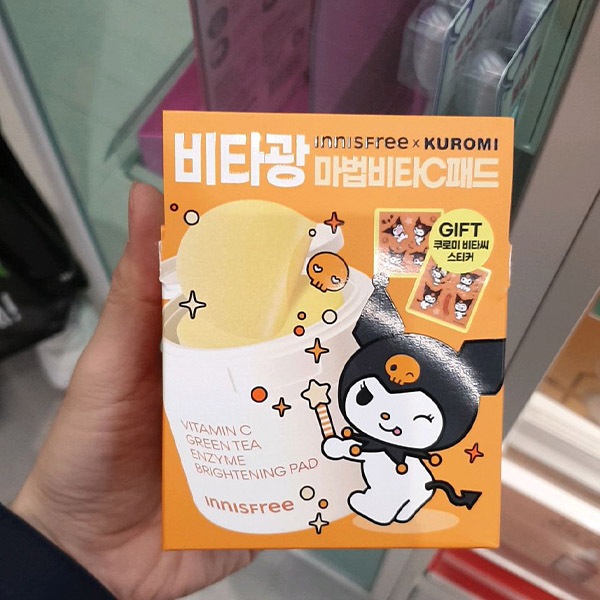 비타광
innisfree × KUROMI
마법비타C패드
GIFT
쿠로미 비타씨
스티커
VITAMIN C
GREEN TEA
ENZYME
BRIGHTENING PAD
innisfree